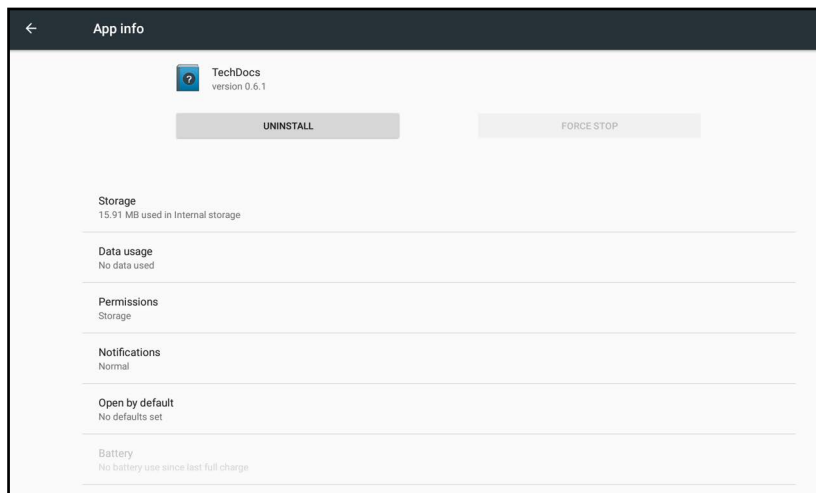 App info
TechDocs
version 0.6.1
UNINSTALL
FORCE STOP
Storage
15.91 MB used in Internal storage
Data usage
No data used
Permissions
Storage
Notifications
Normal
Open by default
No defaults set
Battery
No battery use since last full charge